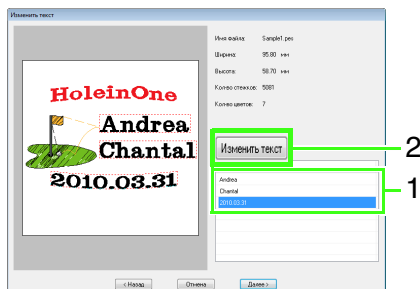 Изменить текст
Имя файла: Sample1.pes
Ширина: 95.80 мм
Высота: 58.70 мм
Кол-во стежков: 5081
Кол-во цветов: 7
HoleinOne
Andrea
Chantal
2010.03.31
Изменить текст
2
Andrea
Chantal
2010.03.31
1
< Назад
Отмена
Далее >